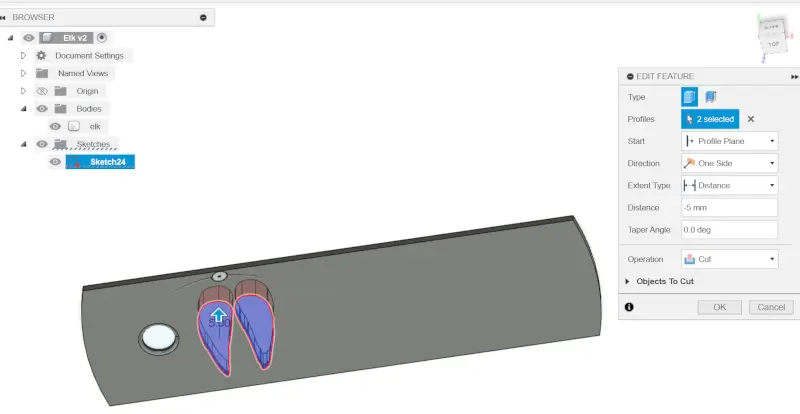 BROWSER
Elk v2
Document Settings
Named Views
Origin
Bodies
elk
Sketches
Sketch24
TOP
X
Z
EDIT FEATURE
Type
Profiles 2 selected
Start Profile Plane
Direction One Side
Extent Type Distance
Distance -5 mm
Taper Angle 0.0 deg
Operation Cut
Objects To Cut
OK Cancel
5.00